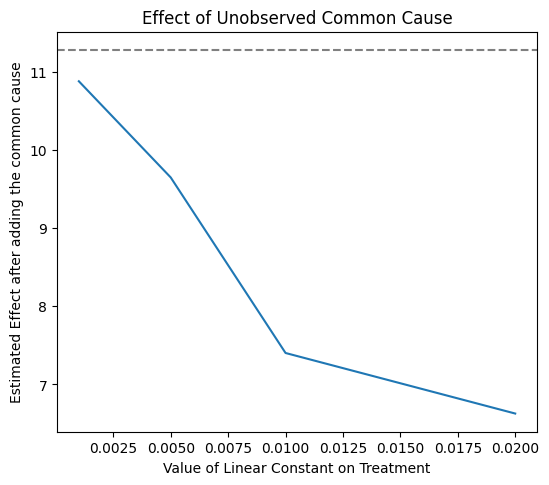 Effect of Unobserved Common Cause
Estimated Effect after adding the common cause
11
10
9
8
7
0.0025 0.0050 0.0075 0.0100 0.0125 0.0150 0.0175 0.0200
Value of Linear Constant on Treatment